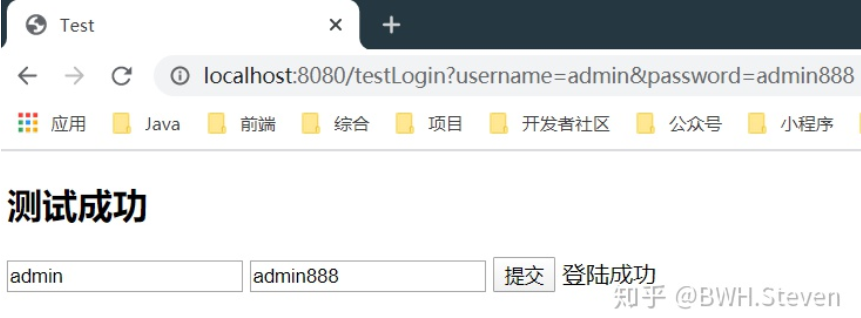 Test
localhost:8080/testLogin?username=admin&password=admin888
应用 Java 前端 综合 项目 开发者社区 公众号 小程序
测试成功
admin admin888 提交 登陆成功
知乎 @BWH.Steven